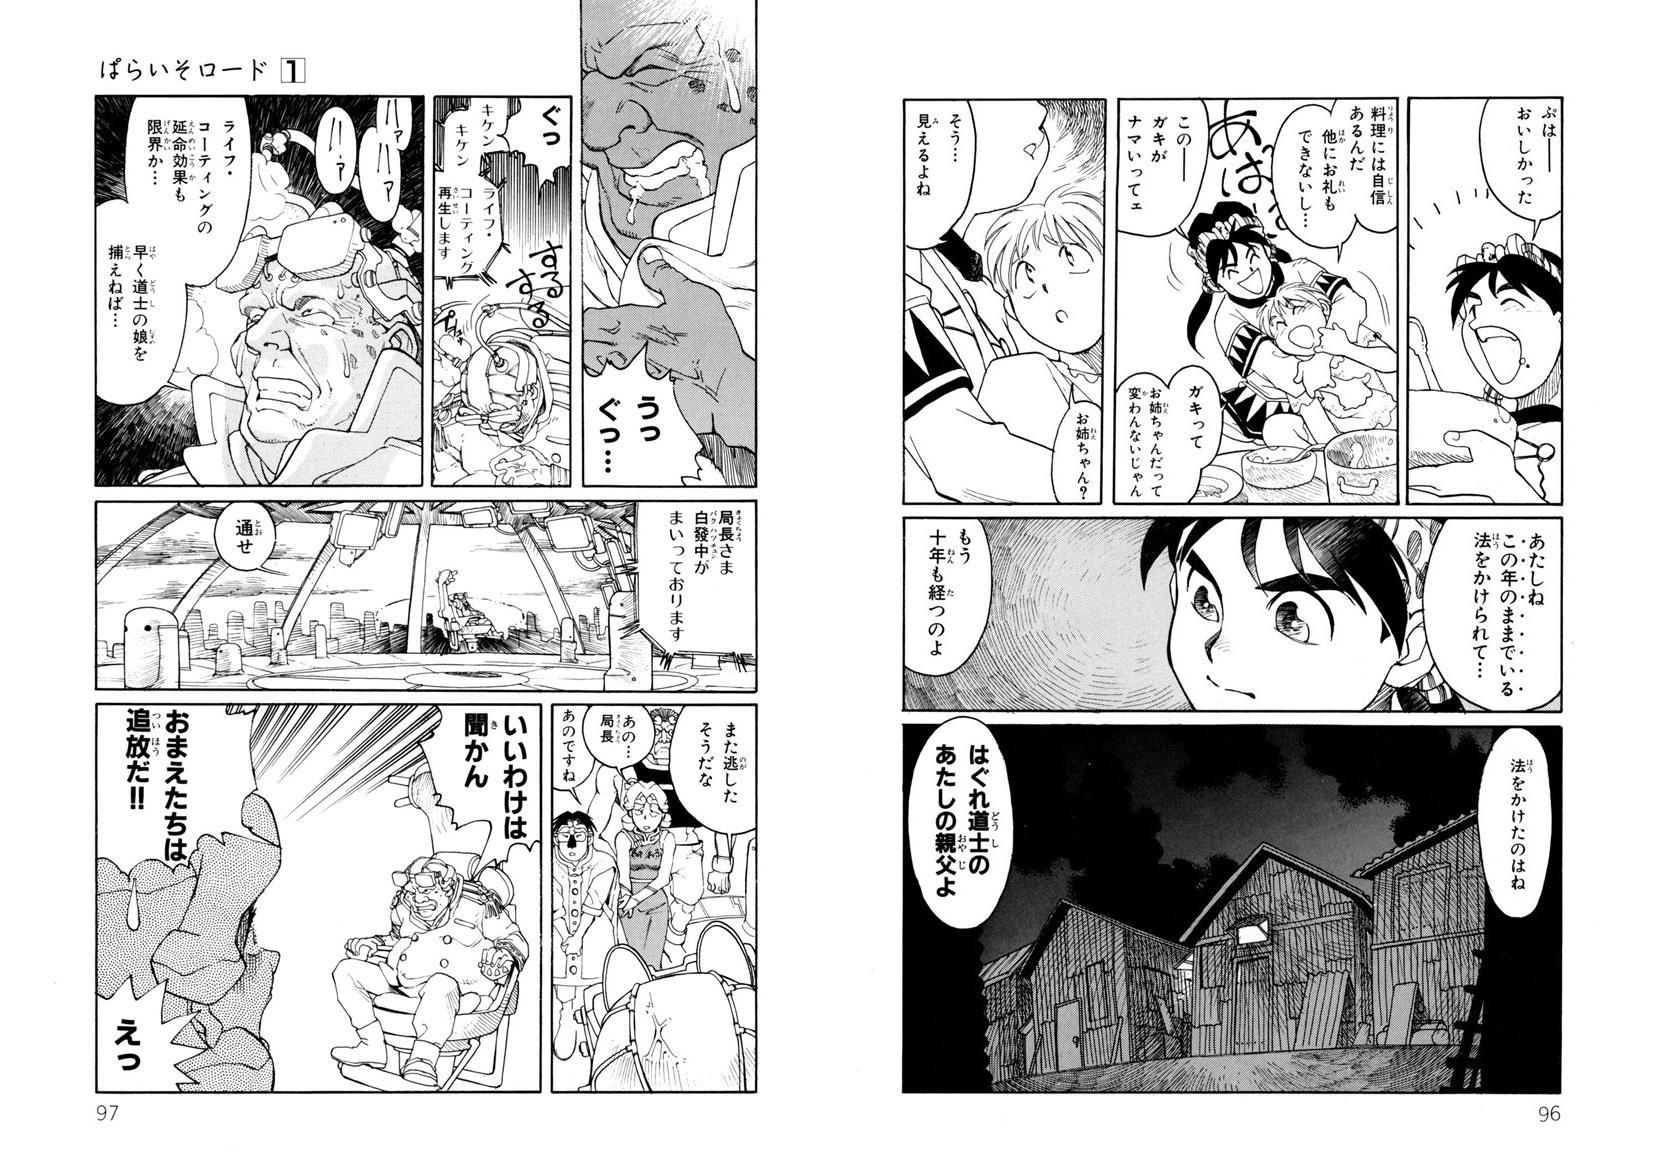 ぷは――
おいしかった
料理には自信
あるんだ
他にお礼も
できないし…
あはー
この――
ガキが
ナマいってェ
ガキって
お姉ちゃんだって
変わんないじゃん
そう…
見えるよね
お姉ちゃん?
あたしね
この年のままでいる
法をかけられて…
もう
十年も経つのよ
法をかけたのはね
はぐれ道士の
あたしの親父よ
96
ぱらいそロード 1
うっ
ぐっ…
ぐっ
キケン
キケン
ライフ・
コーティング
再生します
するする
プシュ
ハァ
ハァ
ハ、ァ
ライフ・
コーティングの
延命効果も
限界か…
早く道士の娘を
捕えねば…
局長さま
白發中が
まいっております
通せ
また逃した
そうだな
あの…
局長
あのですね
いいわけは
聞かん
おまえたちは
追放だ!!
えっ
97